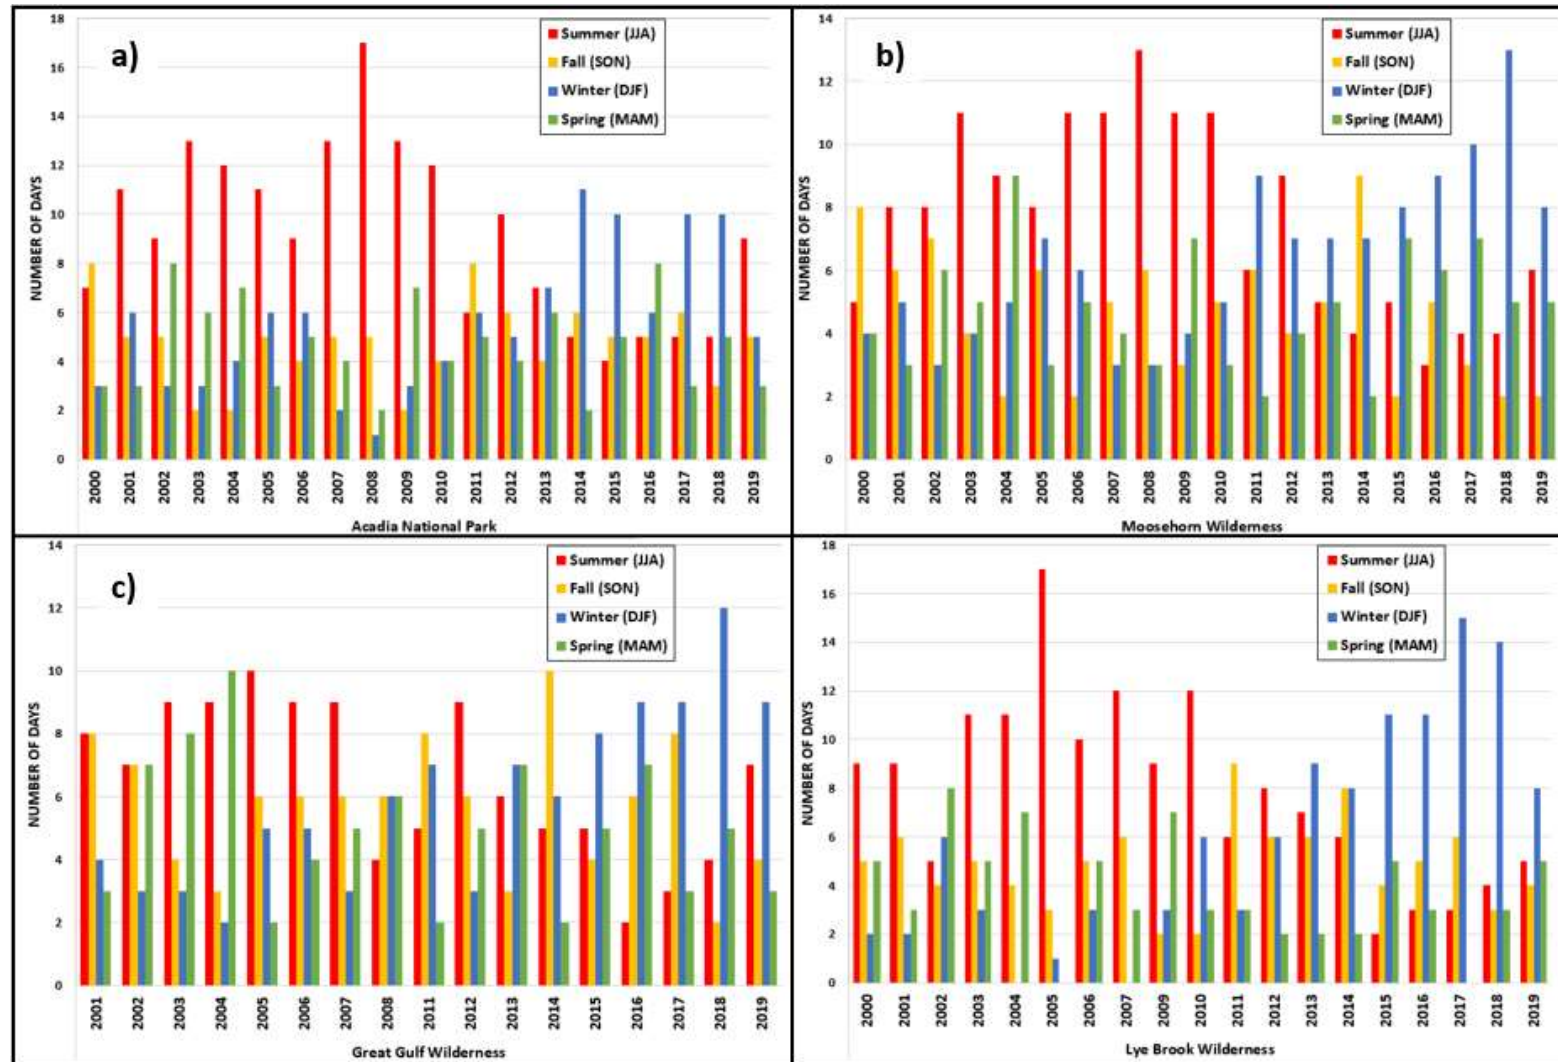 a)
Summer (JJA)
Fall (SON)
Winter (DJF)
Spring (MAM)
NUMBER OF DAYS
18
16
14
12
10
8
6
4
2
0
2000 2001 2002 2003 2004 2005 2006 2007 2008 2009 2010 2011 2012 2013 2014 2015 2016 2017 2018 2019
Acadia National Park
b)
Summer (JJA)
Fall (SON)
Winter (DJF)
Spring (MAM)
NUMBER OF DAYS
14
12
10
8
6
4
2
0
2000 2001 2002 2003 2004 2005 2006 2007 2008 2009 2010 2011 2012 2013 2014 2015 2016 2017 2018 2019
Moosehorn Wilderness
c)
Summer (JJA)
Fall (SON)
Winter (DJF)
Spring (MAM)
NUMBER OF DAYS
14
12
10
8
6
4
2
0
2001 2002 2003 2004 2005 2006 2007 2008 2011 2012 2013 2014 2015 2016 2017 2018 2019
Great Gulf Wilderness
Summer (JJA)
Fall (SON)
Winter (DJF)
Spring (MAM)
NUMBER OF DAYS
18
16
14
12
10
8
6
4
2
0
2000 2001 2002 2003 2004 2005 2006 2007 2009 2010 2011 2012 2013 2014 2015 2016 2017 2018 2019
Lye Brook Wilderness